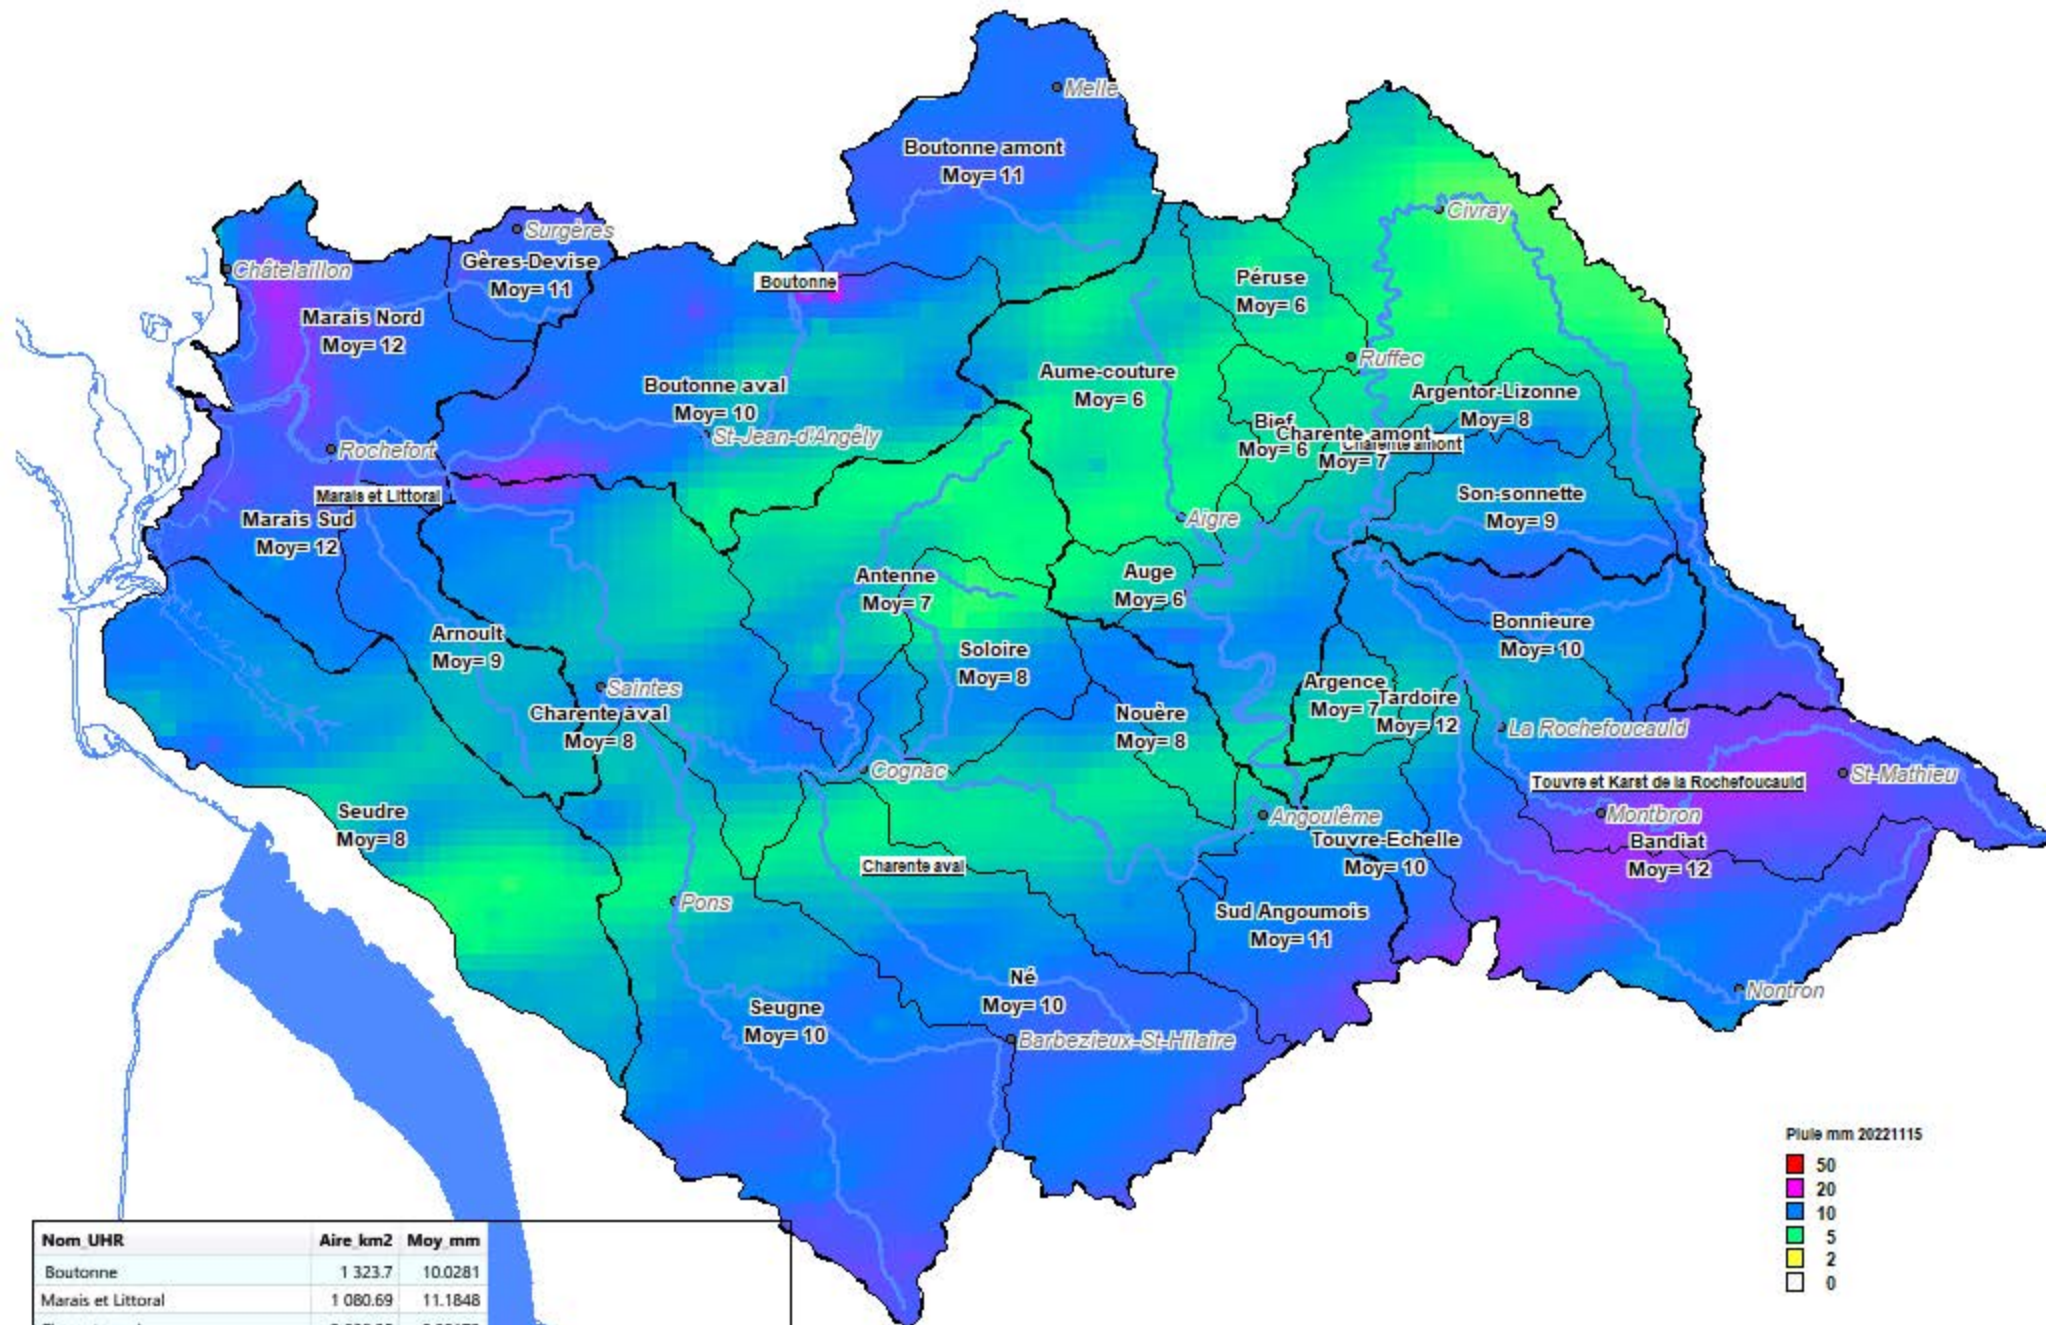 Melle
Boutonne amont
Moy= 11
Civray
Surgères
Gères-Devise
Moy= 11
Châtelaillon
Boutonne
Péruse
Moy= 6
Marais Nord
Moy= 12
Ruffec
Aume-couture
Moy= 6
Boutonne aval
Moy= 10
St-Jean-d'Angély
Argentor-Lizonne
Moy= 8
Bief
Moy= 6
Charente amont
Moy= 7
Charente amont
Rochefort
Marais et Littoral
Marais Sud
Moy= 12
Son-sonnette
Moy= 9
Aigre
Antenne
Moy= 7
Auge
Moy= 6
Arnoult
Moy= 9
Soloire
Moy= 8
Bonnieure
Moy= 10
Saintes
Charente aval
Moy= 8
Nouère
Moy= 8
Argence
Moy= 7
Tardoire
Moy= 12
La Rochefoucauld
Cognac
St-Mathieu
Touvre et Karst de la Rochefoucauld
Seudre
Moy= 8
Angoulême
Montbron
Touvre-Echelle
Moy= 10
Bandiat
Moy= 12
Charente aval
Pons
Sud Angoumois
Moy= 11
Né
Moy= 10
Nontron
Seugne
Moy= 10
Barbezieux-St-Hilaire
Pluie mm 20221115
50
20
10
5
2
0
Nom_UHR Aire_km2 Moy_mm
Boutonne 1 323.7 10.0281
Marais et Littoral 1 080.69 11.1848